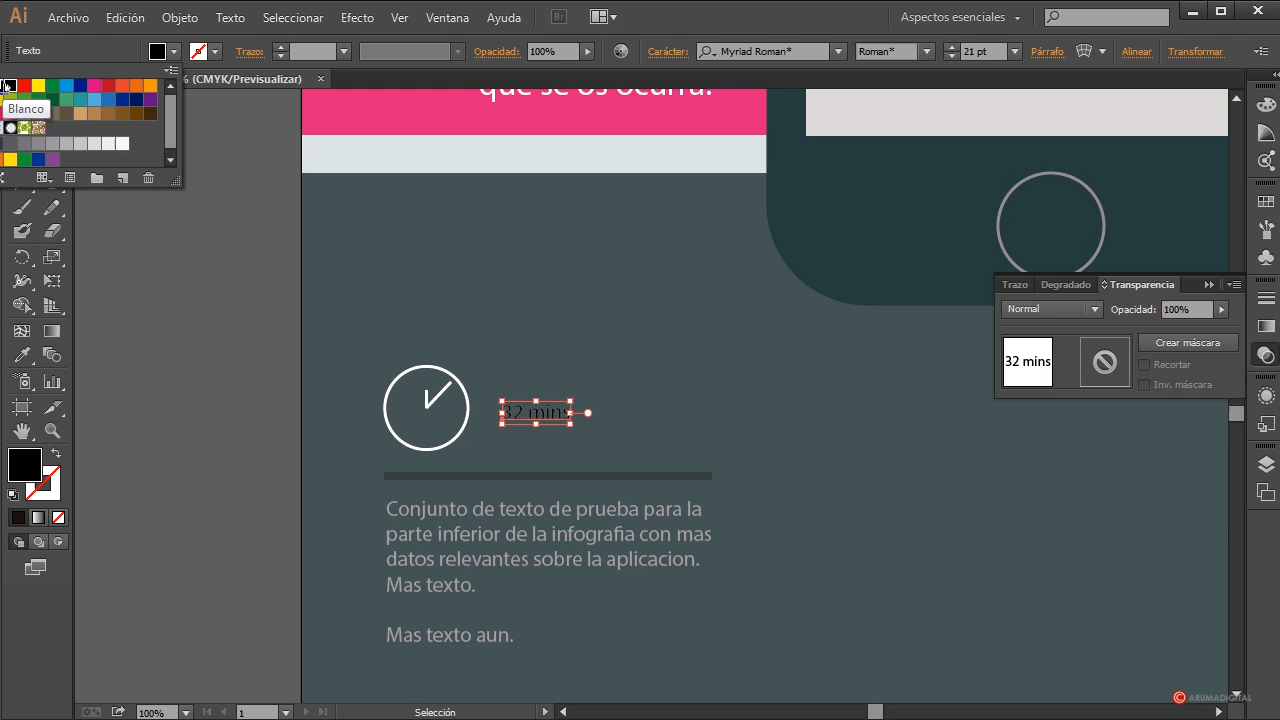 Ai Archivo Edición Objeto Texto Seleccionar Efecto Ver Ventana Ayuda Br Aspectos esenciales
Texto Trazo: Opacidad: 100% Carácter: Myriad Roman* Roman* 21 pt Párrafo Alinear Transformar
% (CMYK/Previsualizar) ×
Blanco
que se os ocurra.
Trazo Degradado Transparencia
Normal Opacidad: 100%
Crear máscara
32 mins
Recortar
Inv. máscara
32 mins
Conjunto de texto de prueba para la
parte inferior de la infografia con mas
datos relevantes sobre la aplicacion.
Mas texto.
Mas texto aun.
© ARUMADIGITAL
100% 1 Selección